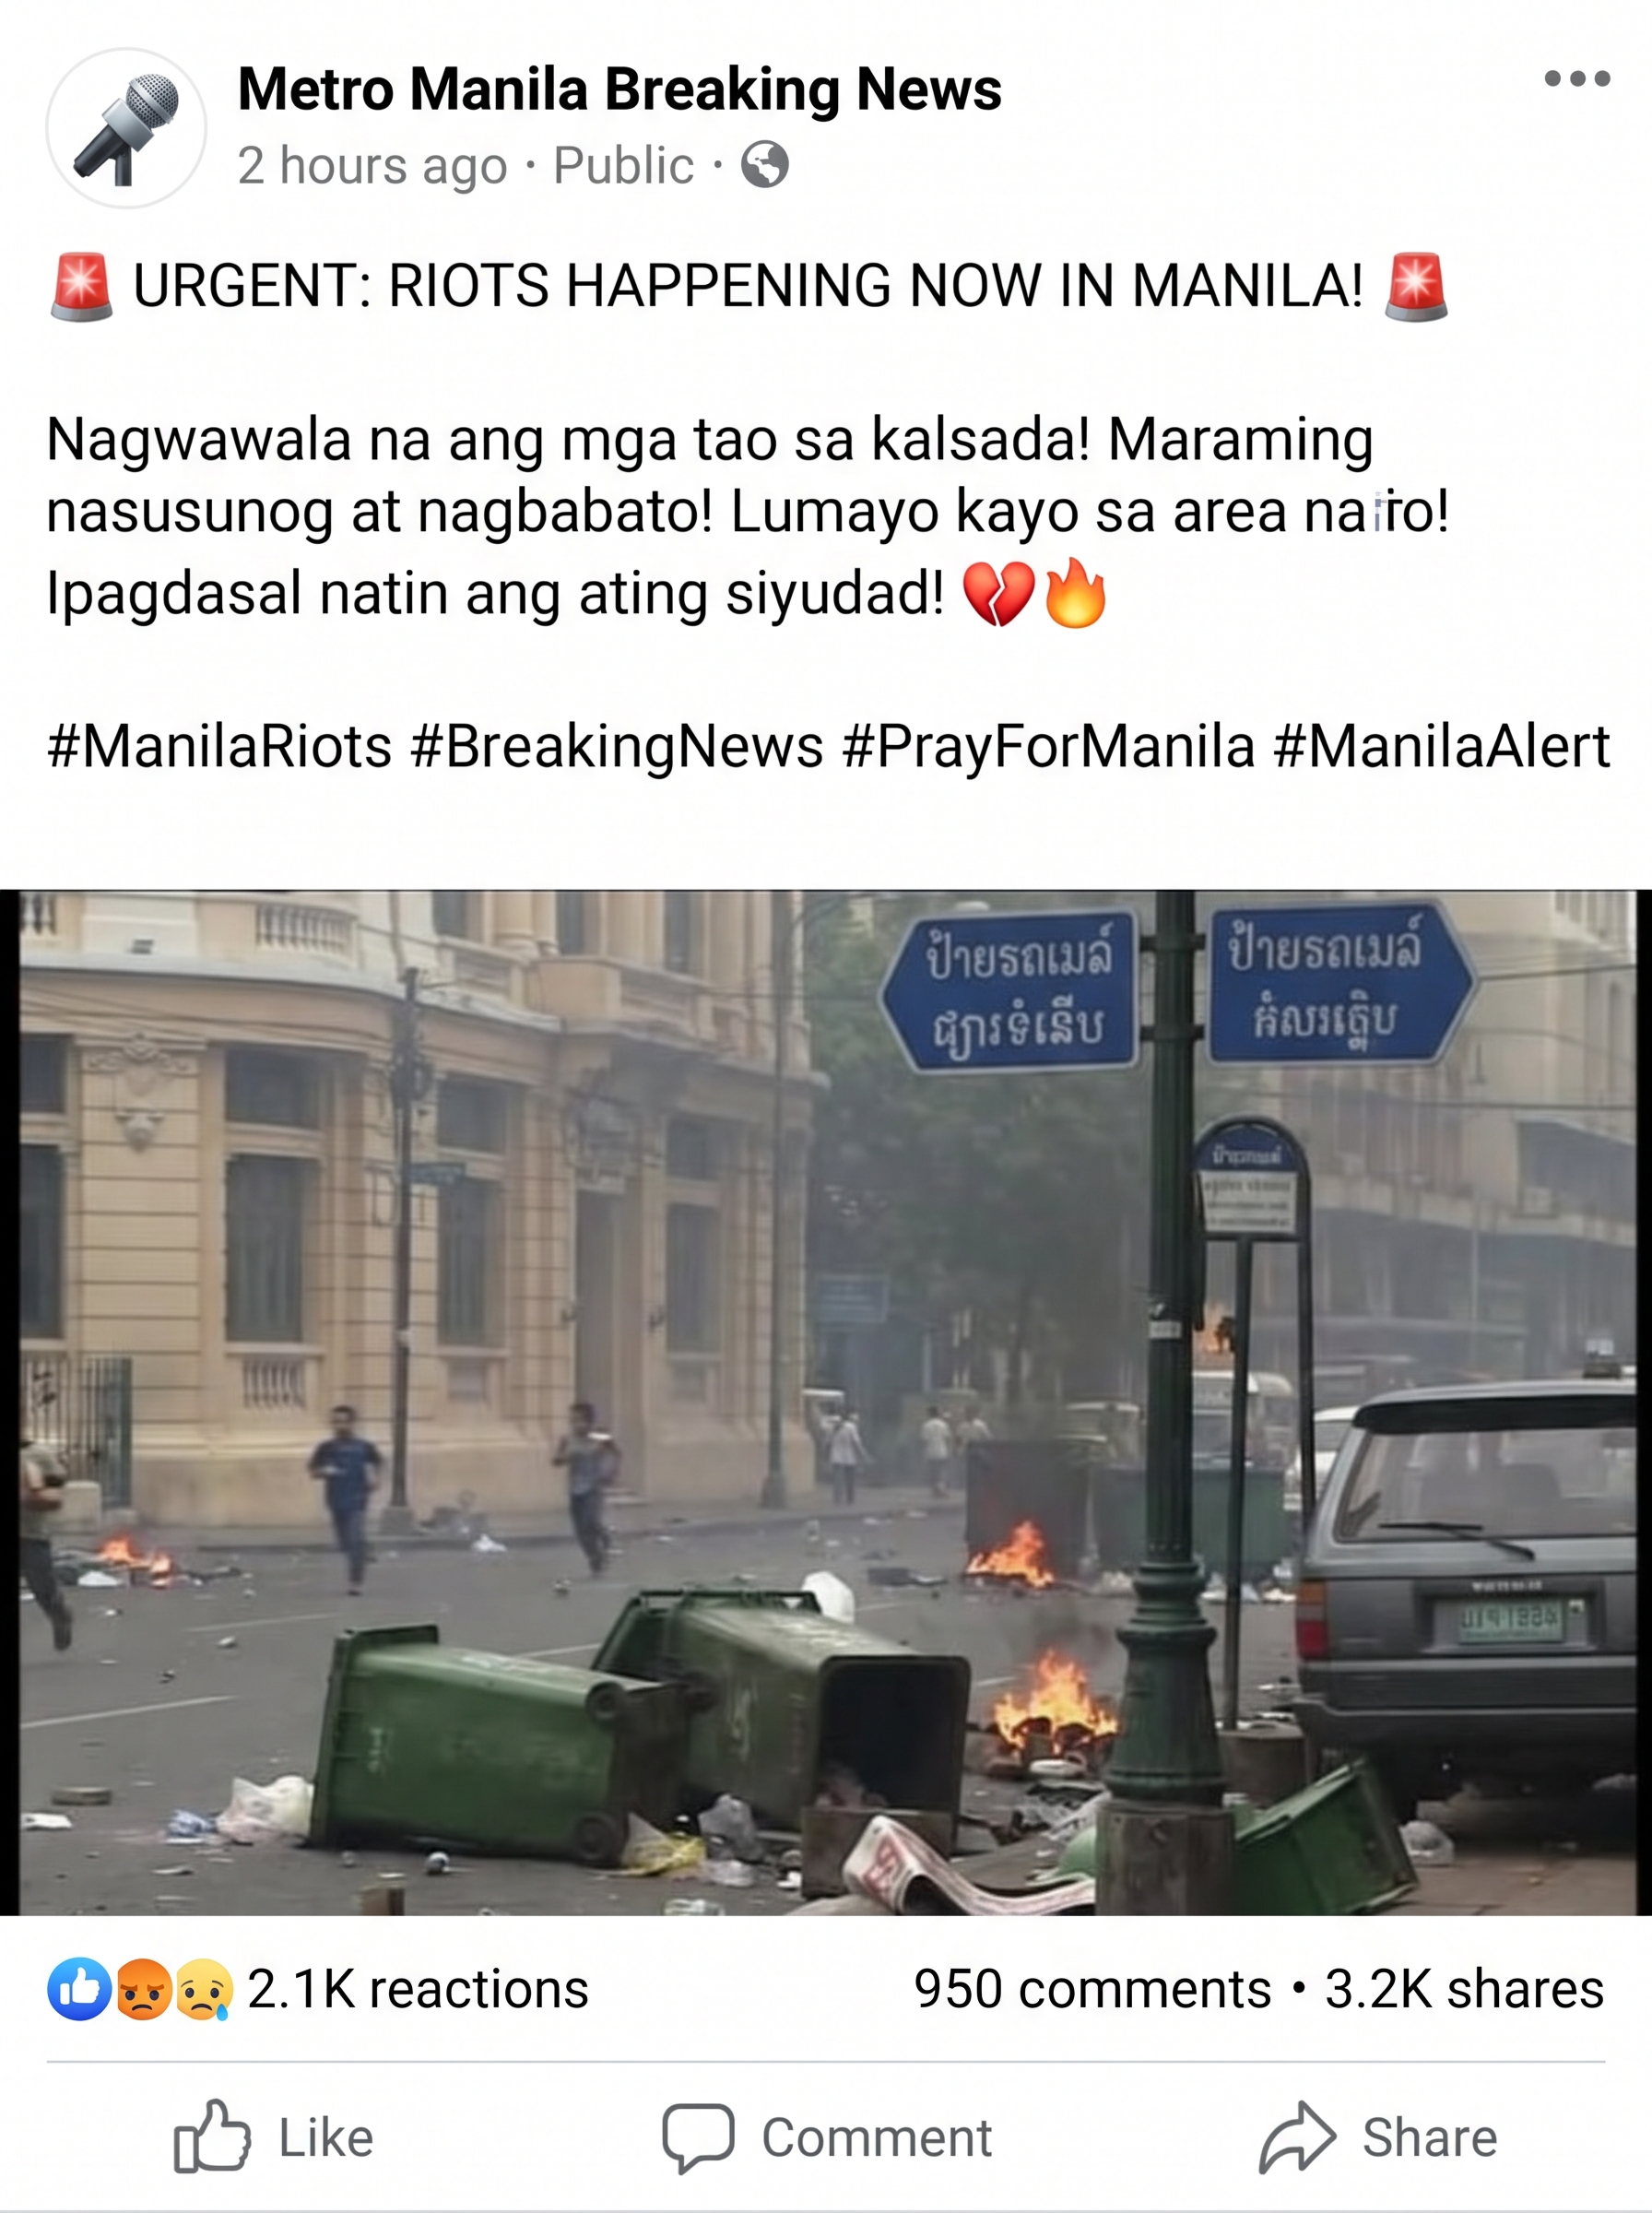 Metro Manila Breaking News
2 hours ago · Public ·
🚨 URGENT: RIOTS HAPPENING NOW IN MANILA! 🚨
Nagwawala na ang mga tao sa kalsada! Maraming
nasusunog at nagbabato! Lumayo kayo sa area
Ipagdasal natin ang ating siyudad! 💔🔥
#ManilaRiots #BreakingNews #PrayForManila #ManilaAlert
ป้ายรถเมล์
ป้ายรถเมล์
2.1K reactions
950 comments • 3.2K shares
Like
Comment
Share